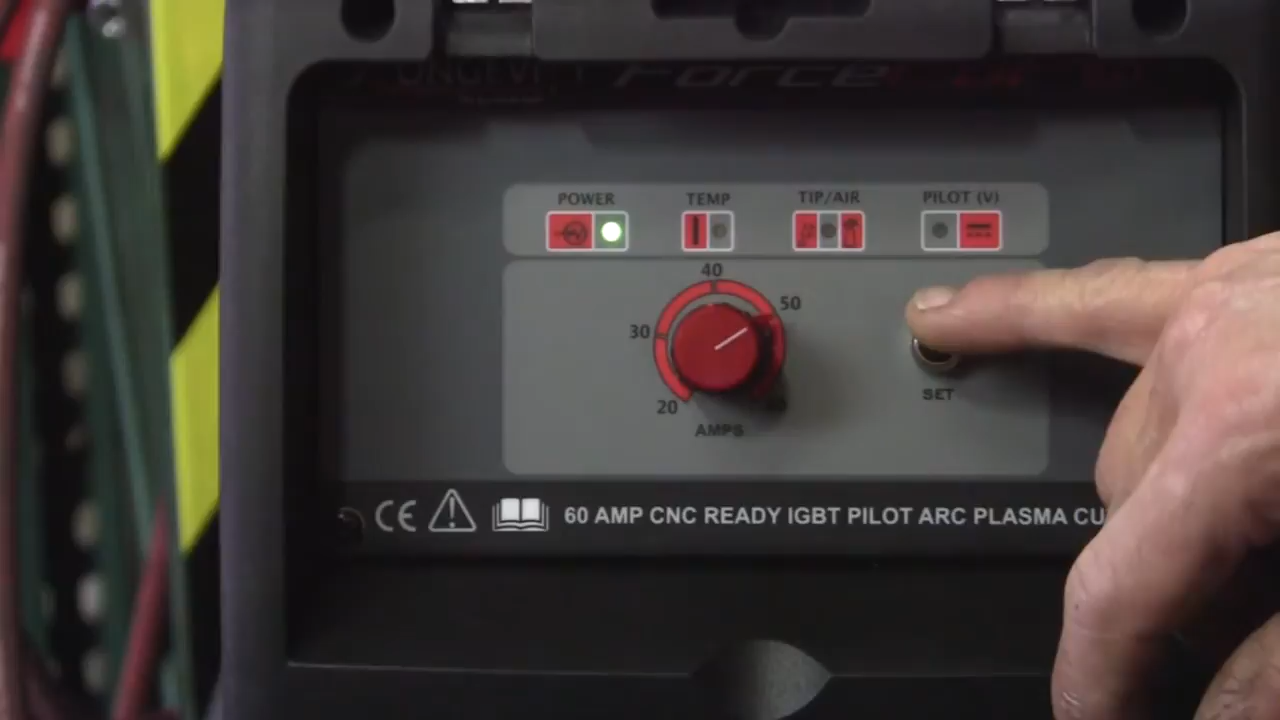 ForceCut
POWER TEMP TIP/AIR PILOT (V)
40
50
30
20
AMPS
SET
CE 60 AMP CNC READY IGBT PILOT ARC PLASMA CU